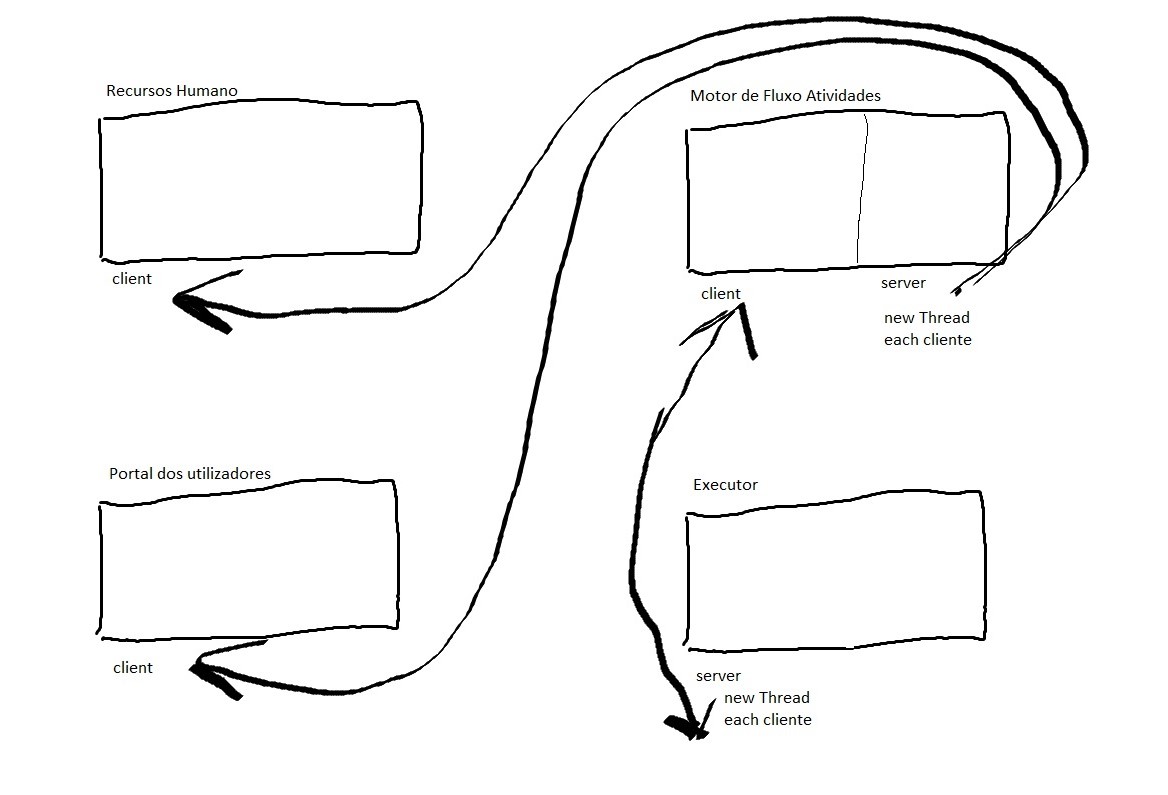 Recursos Humano
client
Motor de Fluxo Atividades
client
server
new Thread
each cliente
Portal dos utilizadores
client
Executor
server
new Thread
each cliente